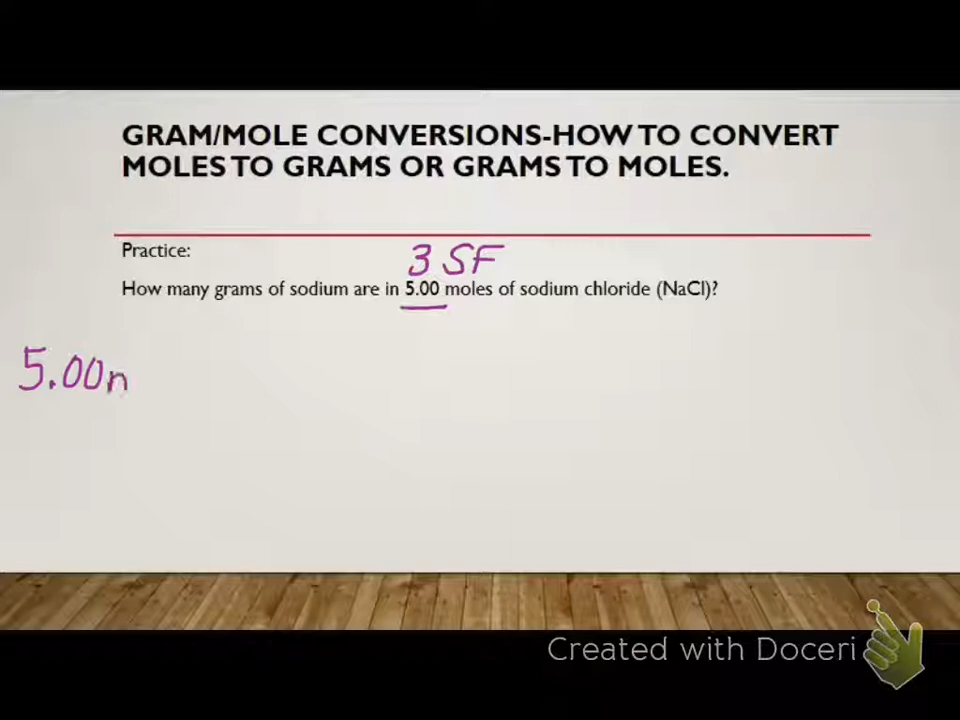 GRAM/MOLE CONVERSIONS-HOW TO CONVERT
MOLES TO GRAMS OR GRAMS TO MOLES.
Practice:
3 SF
How many grams of sodium are in 5.00 moles of sodium chloride (NaCl)?
5.00n
Created with Doceri